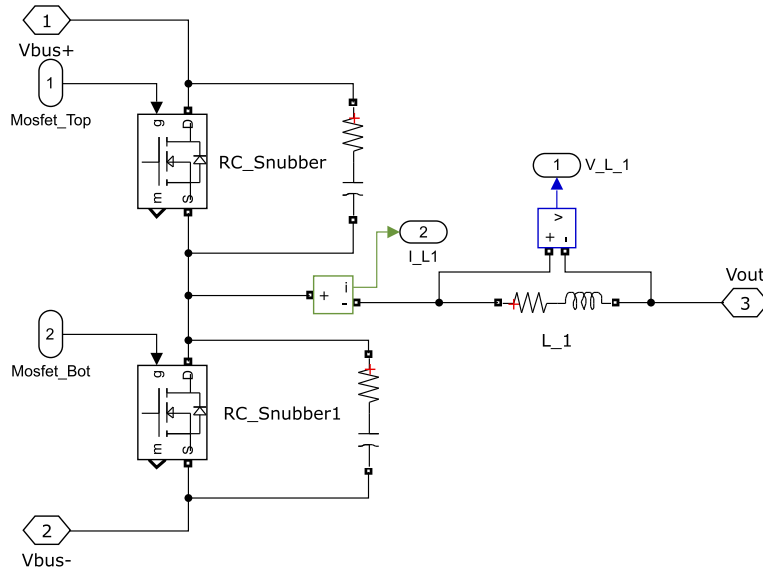 1
Vbus+
1
Mosfet_Top
g
D
m
S
RC_Snubber
1
V_L_1
v
+
-
2
I_L1
i
+
-
Vout
3
L_1
2
Mosfet_Bot
g
D
m
S
RC_Snubber1
2
Vbus-